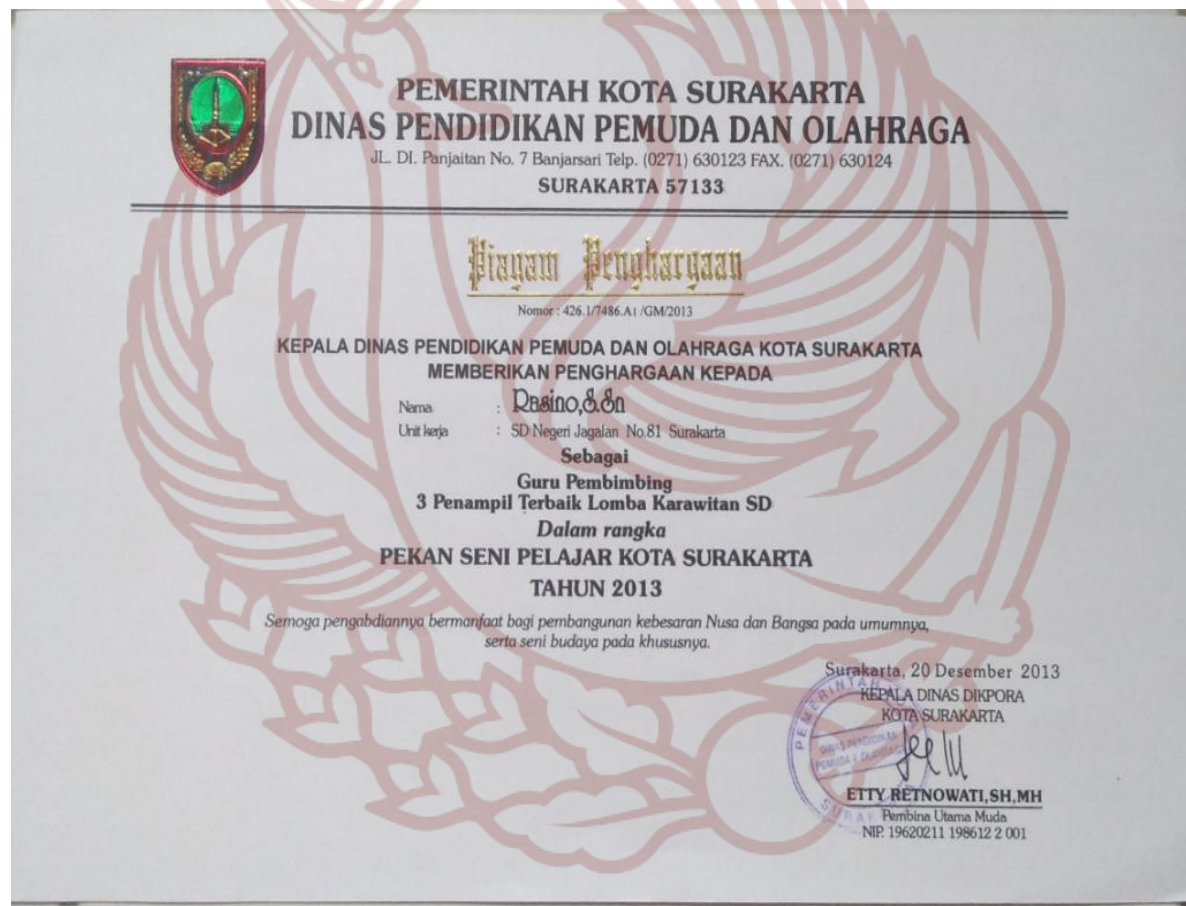 PEMERINTAH KOTA SURAKARTA
DINAS PENDIDIKAN PEMUDA DAN OLAHRAGA
JL. DI. Panjaitan No. 7 Banjarsari Telp. (0271) 630123 FAX. (0271) 630124
SURAKARTA 57133
Piagam Penghargaan
Nomor : 426.1/7486.A1 /GM/2013
KEPALA DINAS PENDIDIKAN PEMUDA DAN OLAHRAGA KOTA SURAKARTA
MEMBERIKAN PENGHARGAAN KEPADA
Nama : Rasino,S.Sn
Unit kerja : SD Negeri Jagalan No.81 Surakarta
Sebagai
Guru Pembimbing
3 Penampil Terbaik Lomba Karawitan SD
Dalam rangka
PEKAN SENI PELAJAR KOTA SURAKARTA
TAHUN 2013
Semoga pengabdiannya bermanfaat bagi pembangunan kebesaran Nusa dan Bangsa pada umumnya,
serta seni budaya pada khususnya.
Surakarta, 20 Desember 2013
KEPALA DINAS DIKPORA
KOTA SURAKARTA
DINAS PENDIDIKAN
PEMUDA & OLAHRAGA
ETTY RETNOWATI,SH,MH
Pembina Utama Muda
NIP. 19620211 198612 2 001